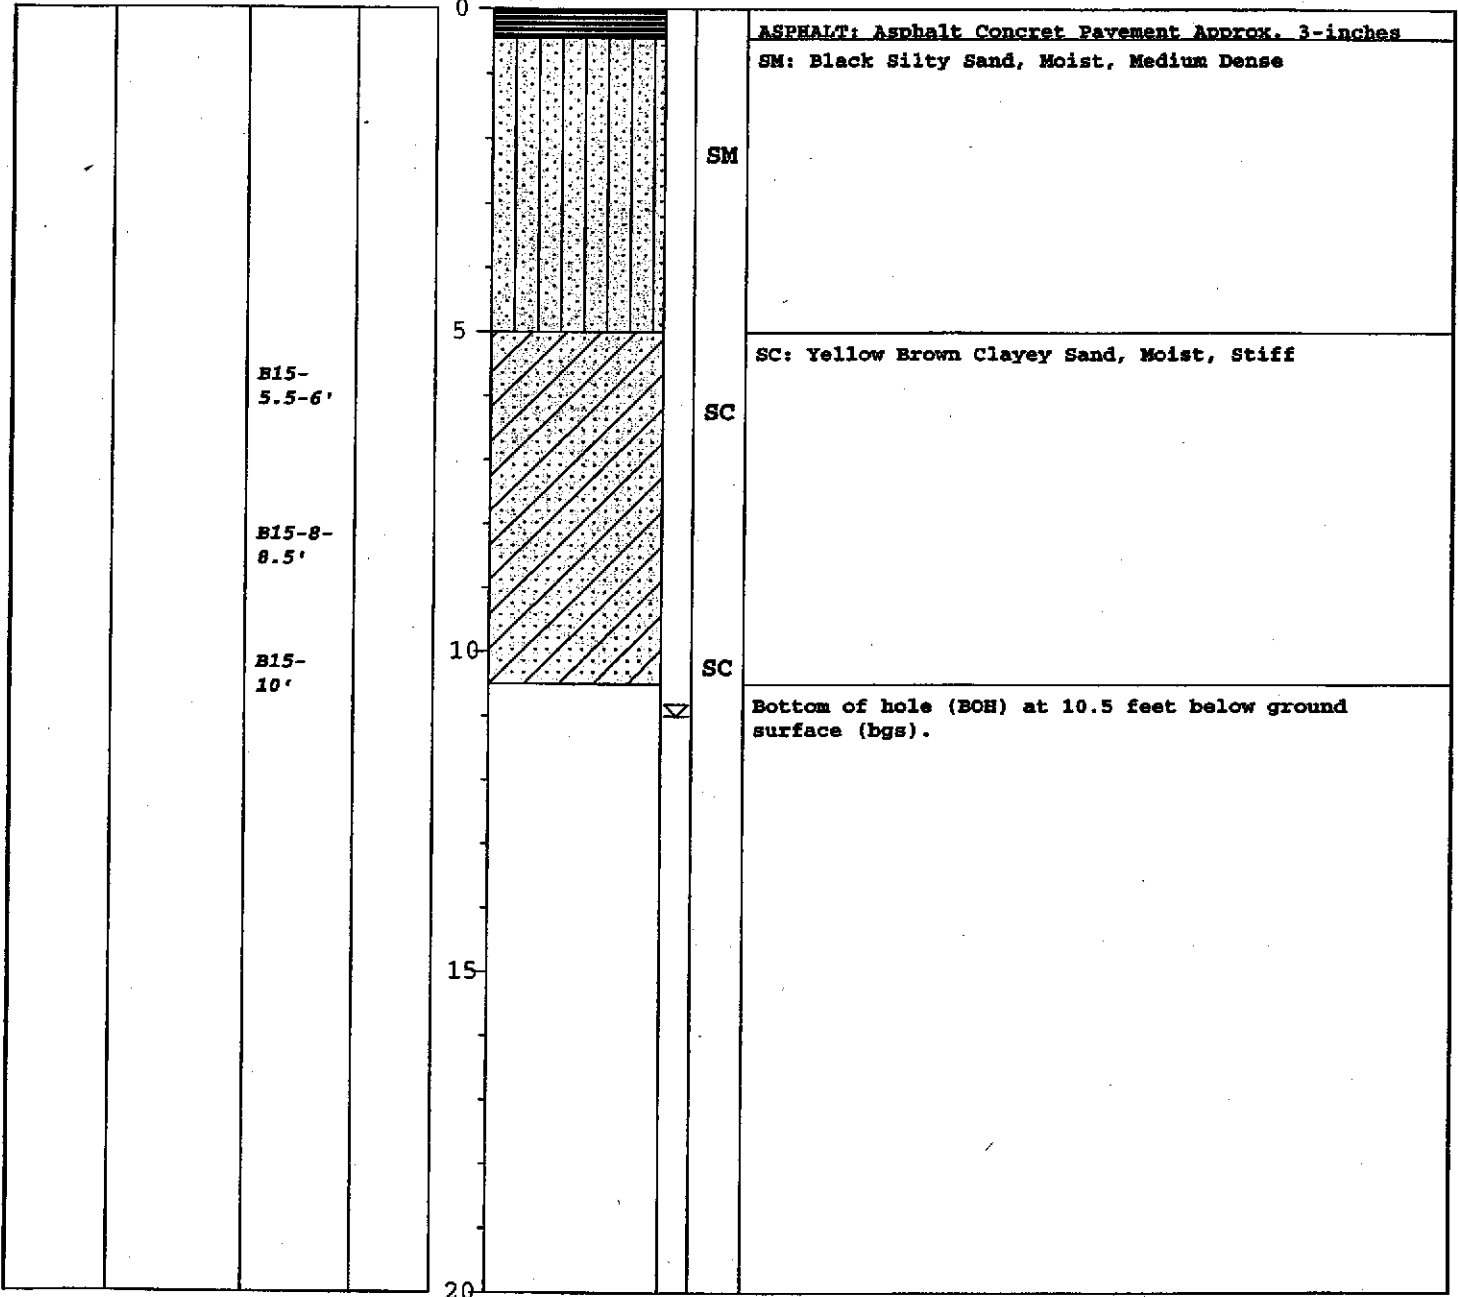 0
ASPHALT: Asphalt Concret Pavement Approx. 3-inches
SM: Black Silty Sand, Moist, Medium Dense
SM
5
SC: Yellow Brown Clayey Sand, Moist, Stiff
B15-
5.5-6'
SC
B15-8-
8.5'
10
B15-
10'
SC
Bottom of hole (BOH) at 10.5 feet below ground
surface (bgs).
15
20